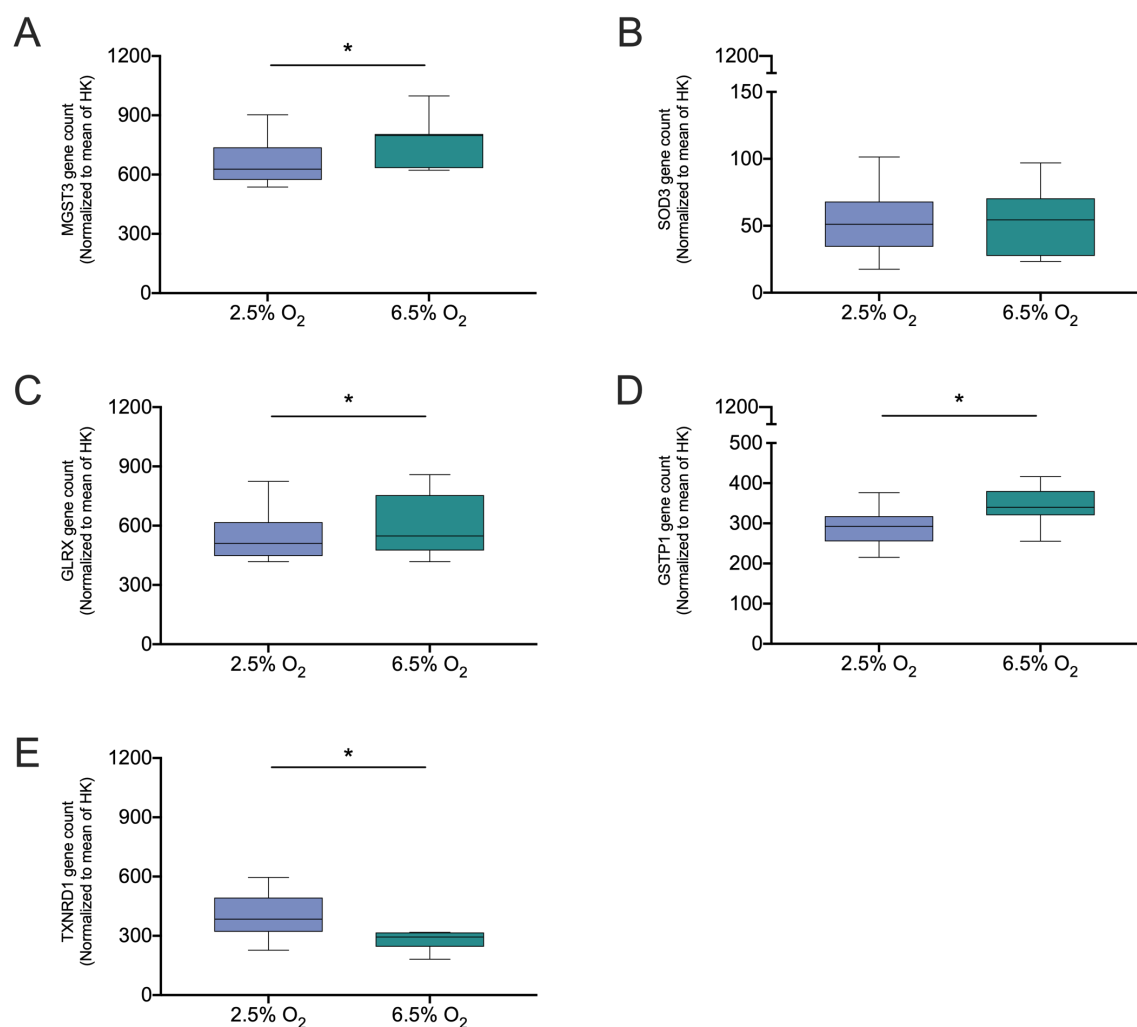 A
MGST3 gene count
(Normalized to mean of HK)
1200
900
600
300
0
*
2.5% O₂
6.5% O₂
B
SOD3 gene count
(Normalized to mean of HK)
1200
150
100
50
0
2.5% O₂
6.5% O₂
C
GLRX gene count
(Normalized to mean of HK)
1200
900
600
300
0
*
2.5% O₂
6.5% O₂
D
GSTP1 gene count
(Normalized to mean of HK)
1200
500
400
300
200
100
0
*
2.5% O₂
6.5% O₂
E
TXNRD1 gene count
(Normalized to mean of HK)
1200
900
600
300
0
*
2.5% O₂
6.5% O₂